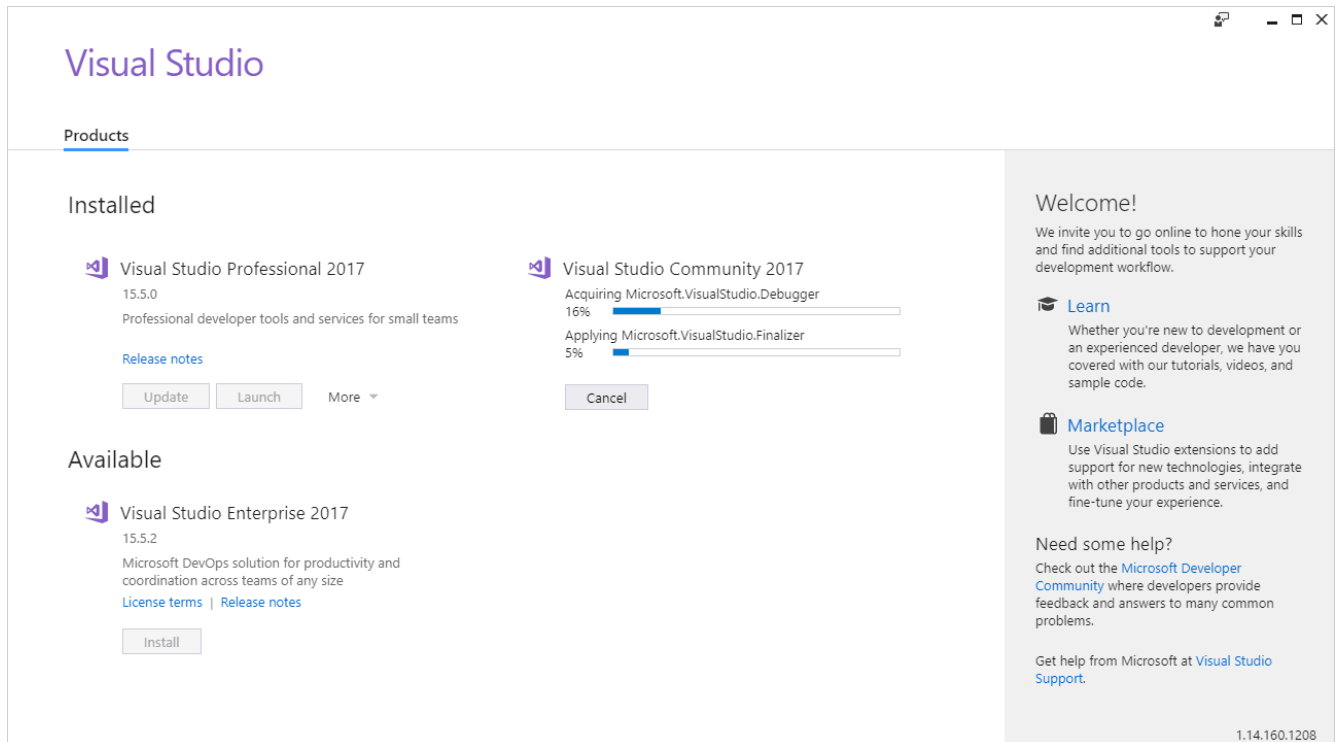 Visual Studio
Products
Installed
Visual Studio Professional 2017
15.5.0
Professional developer tools and services for small teams
Release notes
Update
Launch
More
Visual Studio Community 2017
Acquiring Microsoft.VisualStudio.Debugger
16%
Applying Microsoft.VisualStudio.Finalizer
5%
Cancel
Available
Visual Studio Enterprise 2017
15.5.2
Microsoft DevOps solution for productivity and
coordination across teams of any size
License terms | Release notes
Install
Welcome!
We invite you to go online to hone your skills
and find additional tools to support your
development workflow.
Learn
Whether you're new to development or
an experienced developer, we have you
covered with our tutorials, videos, and
sample code.
Marketplace
Use Visual Studio extensions to add
support for new technologies, integrate
with other products and services, and
fine-tune your experience.
Need some help?
Check out the Microsoft Developer
Community where developers provide
feedback and answers to many common
problems.
Get help from Microsoft at Visual Studio
Support.
1.14.160.1208